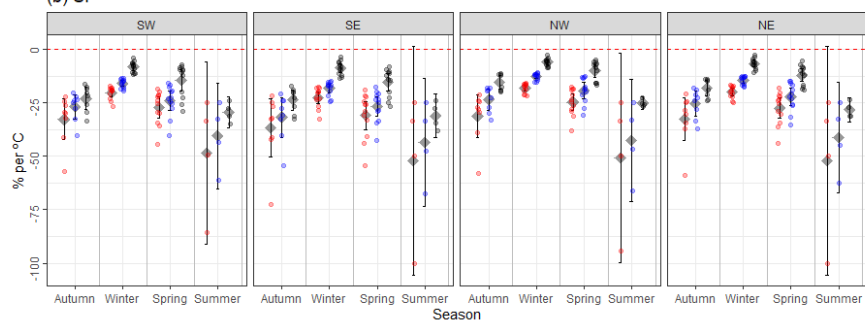 SW SE NW NE
0
-25
-50
-75
-100
% per °C
Autumn Winter Spring Summer Autumn Winter Spring Summer Autumn Winter Spring Summer Autumn Winter Spring Summer
Season